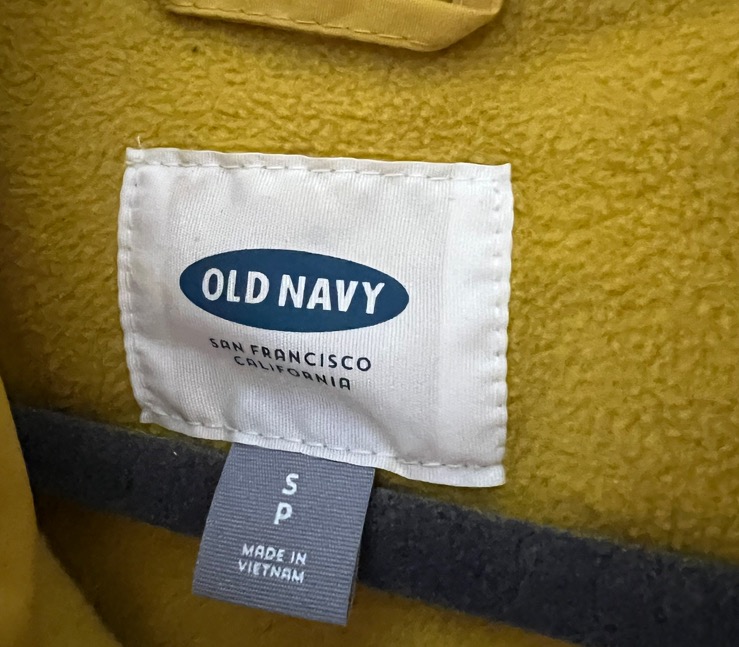 OLD NAVY
SAN FRANCISCO
CALIFORNIA
S
P
MADE IN
VIETNAM